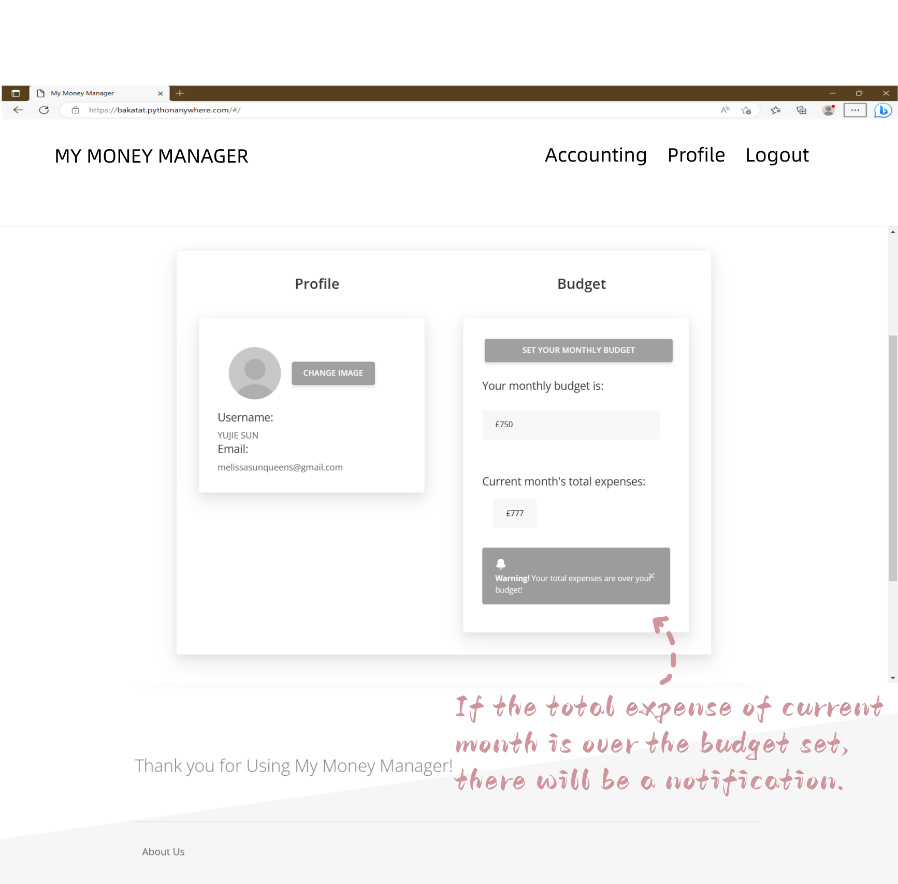 My Money Manager
https://bakatat.pythonanywhere.com/#/
MY MONEY MANAGER
Accounting Profile Logout
Profile
CHANGE IMAGE
Username:
YUJIE SUN
Email:
melissasunqueens@gmail.com
Budget
SET YOUR MONTHLY BUDGET
Your monthly budget is:
£750
Current month's total expenses:
£777
Warning! Your total expenses are over your
budget!
If the total expense of current
month is over the budget set,
there will be a notification.
Thank you for Using My Money Manager!
About Us